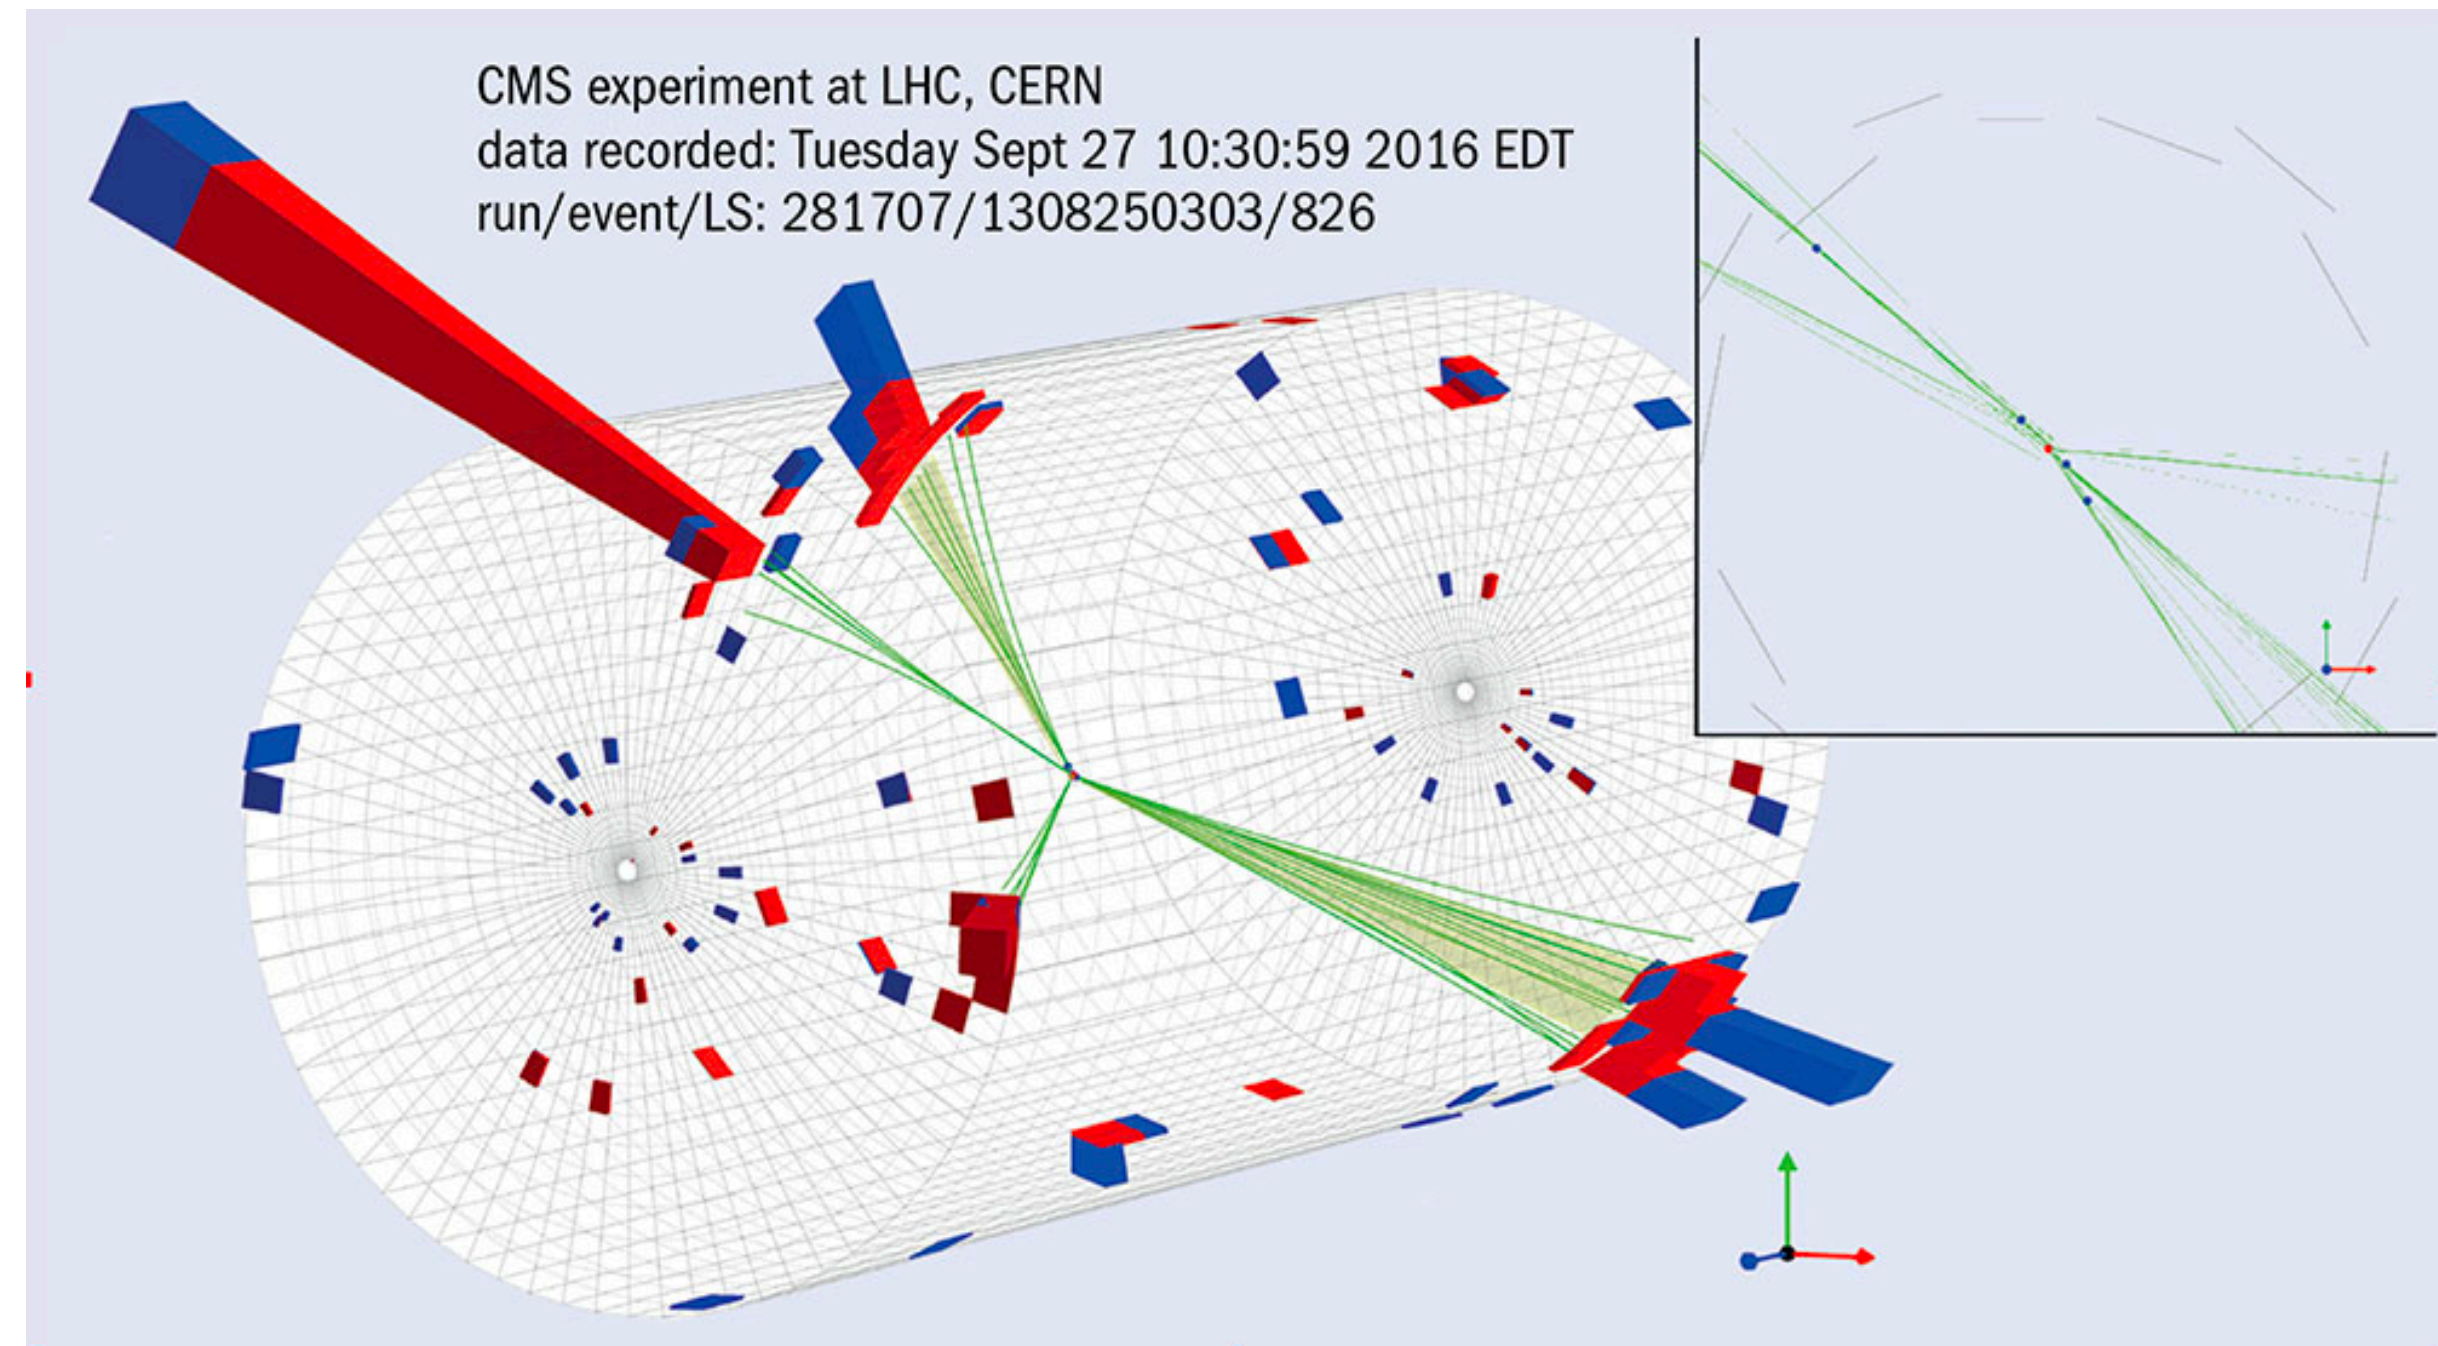 CMS experiment at LHC, CERN
data recorded: Tuesday Sept 27 10:30:59 2016 EDT
run/event/LS: 281707/1308250303/826